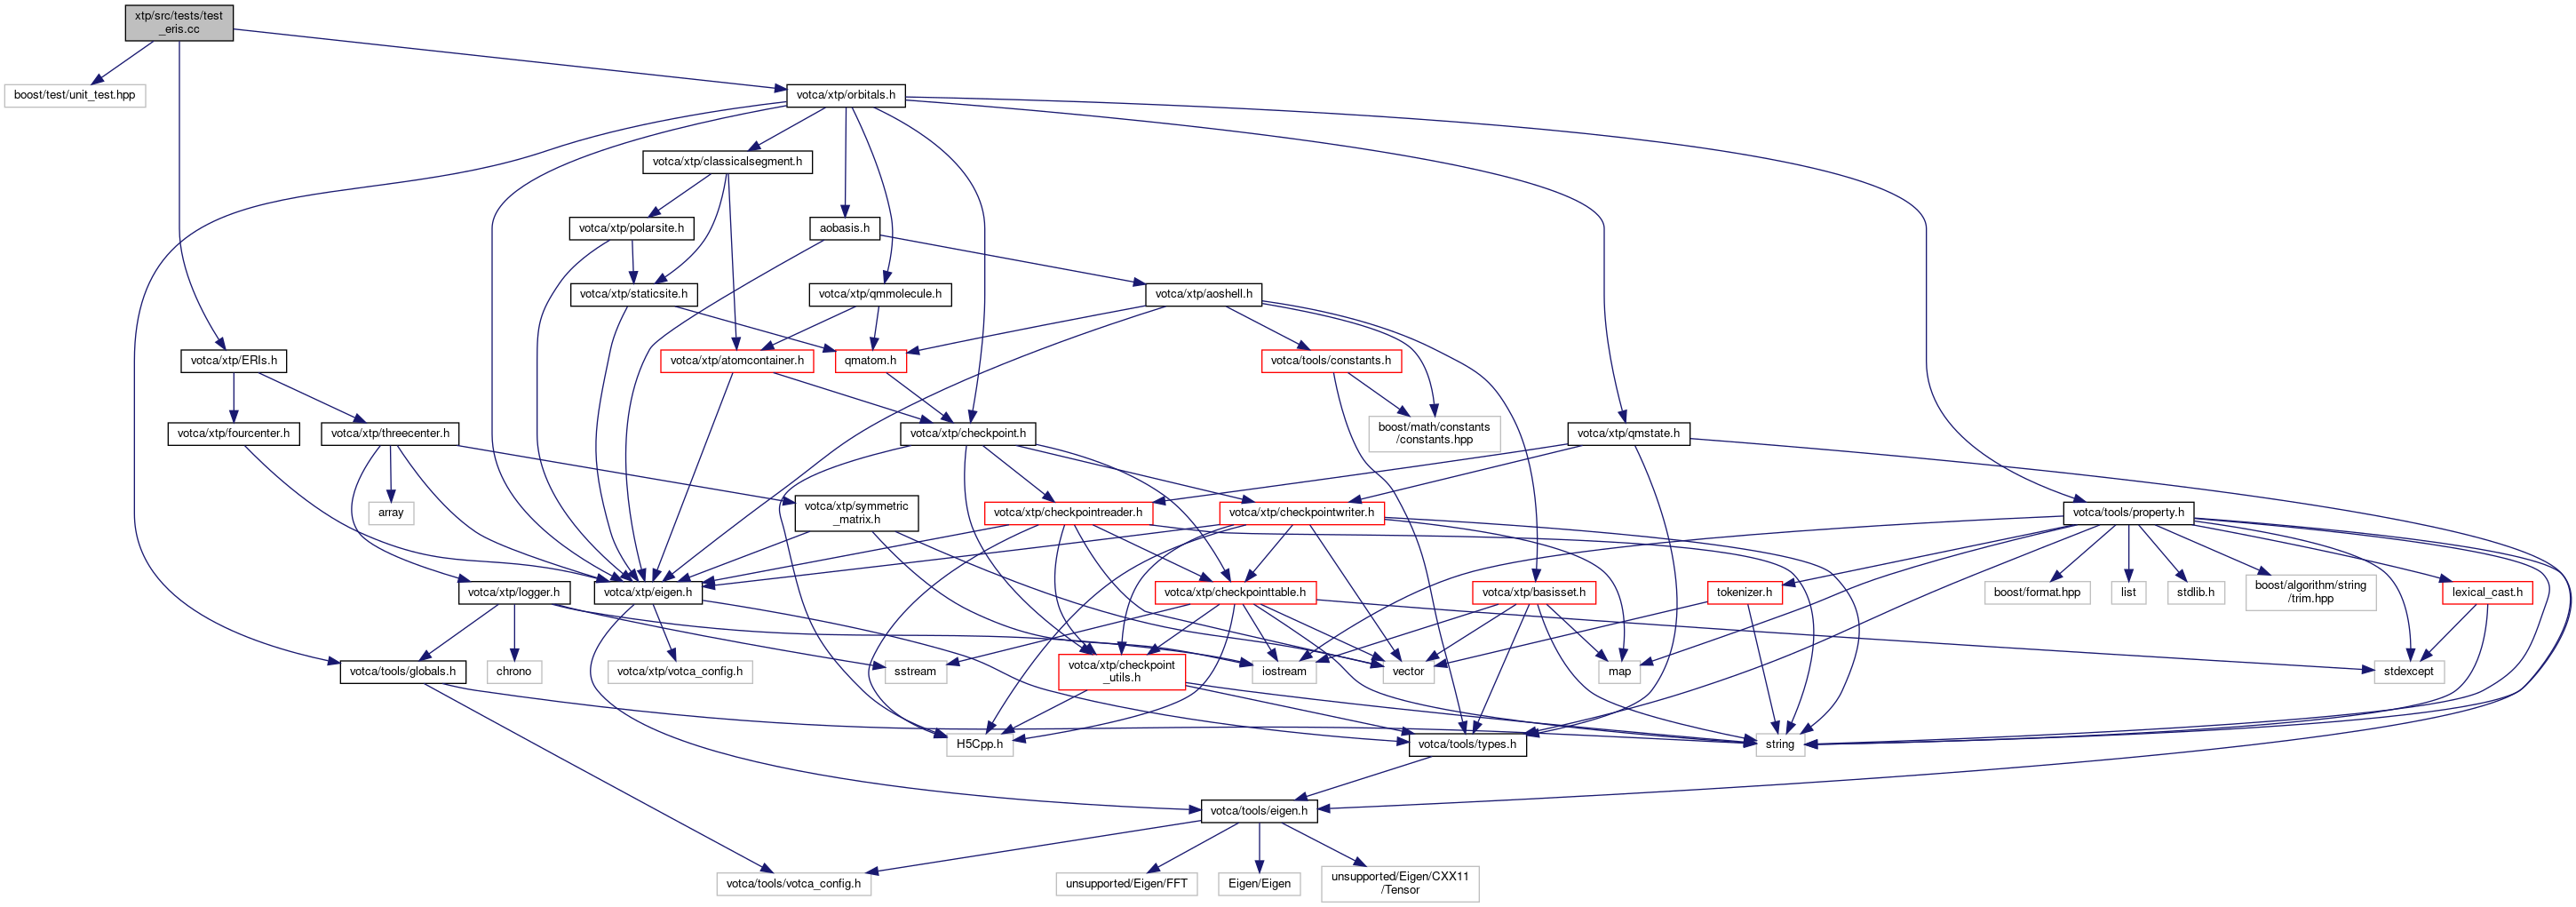 xtp/src/tests/test
_eris.cc
boost/test/unit_test.hpp
votca/xtp/orbitals.h
votca/xtp/classicalsegment.h
votca/xtp/polarsite.h
aobasis.h
votca/xtp/staticsite.h
votca/xtp/qmmolecule.h
votca/xtp/aoshell.h
votca/xtp/ERIs.h
votca/xtp/atomcontainer.h
qmatom.h
votca/tools/constants.h
votca/xtp/fourcenter.h
votca/xtp/threecenter.h
votca/xtp/checkpoint.h
boost/math/constants
/constants.hpp
votca/xtp/qmstate.h
array
votca/xtp/symmetric
_matrix.h
votca/xtp/checkpointreader.h
votca/xtp/checkpointwriter.h
votca/tools/property.h
votca/xtp/logger.h
votca/xtp/eigen.h
votca/xtp/checkpointtable.h
votca/xtp/basisset.h
tokenizer.h
boost/format.hpp
list
stdlib.h
boost/algorithm/string
/trim.hpp
lexical_cast.h
votca/tools/globals.h
chrono
votca/xtp/votca_config.h
sstream
votca/xtp/checkpoint
_utils.h
iostream
vector
map
stdexcept
H5Cpp.h
votca/tools/types.h
string
votca/tools/eigen.h
votca/tools/votca_config.h
unsupported/Eigen/FFT
Eigen/Eigen
unsupported/Eigen/CXX11
/Tensor